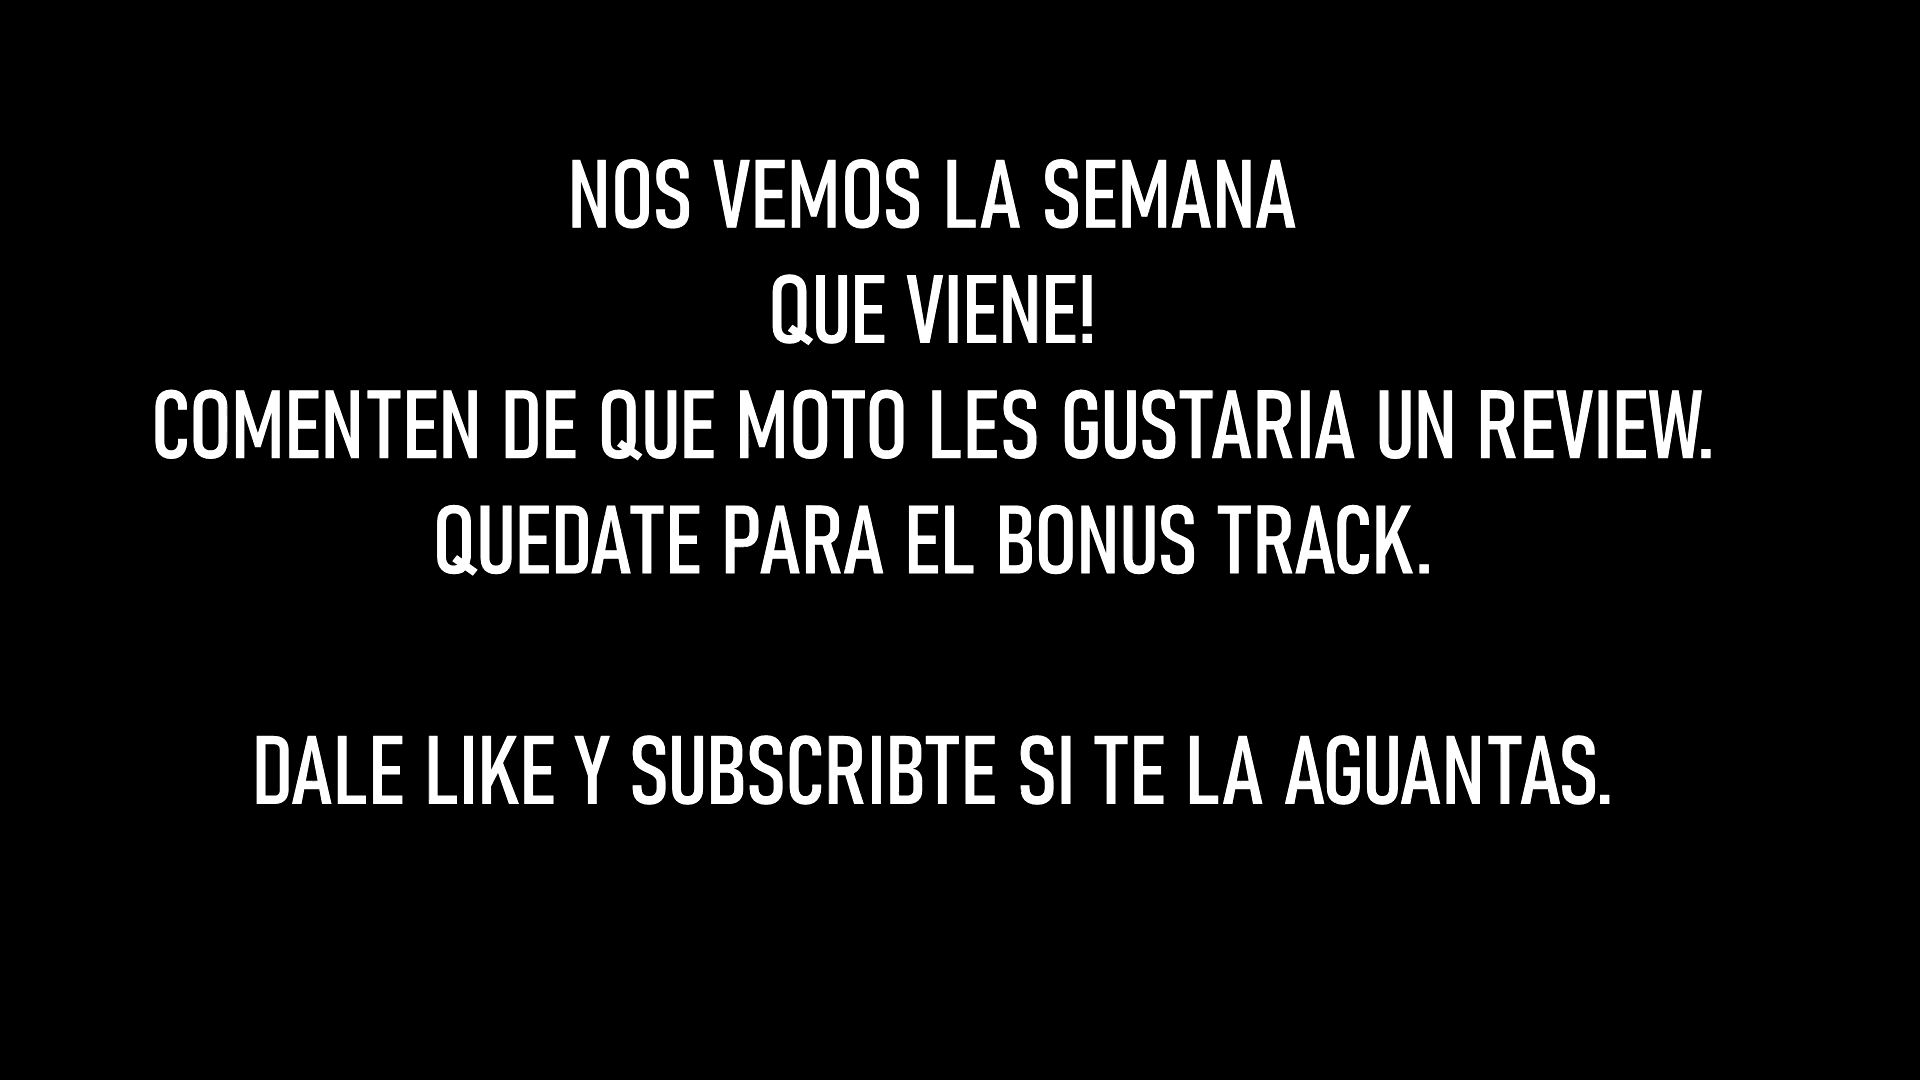 NOS VEMOS LA SEMANA
QUE VIENE!
COMENTEN DE QUE MOTO LES GUSTARIA UN REVIEW.
QUEDATE PARA EL BONUS TRACK.
DALE LIKE Y SUBSCRIBTE SI TE LA AGUANTAS.